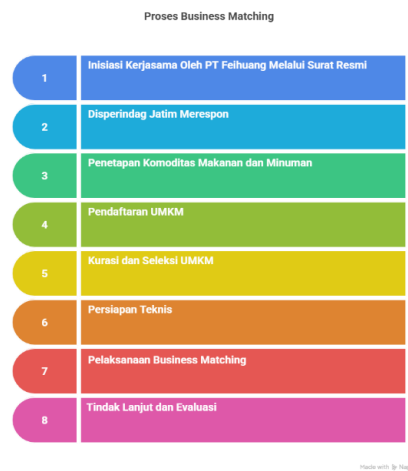 Proses Business Matching
1
Inisiasi Kerjasama Oleh PT Feihuang Melalui Surat Resmi
2
Disperindag Jatim Merespon
3
Penetapan Komoditas Makanan dan Minuman
4
Pendaftaran UMKM
5
Kurasi dan Seleksi UMKM
6
Persiapan Teknis
7
Pelaksanaan Business Matching
8
Tindak Lanjut dan Evaluasi
Made with